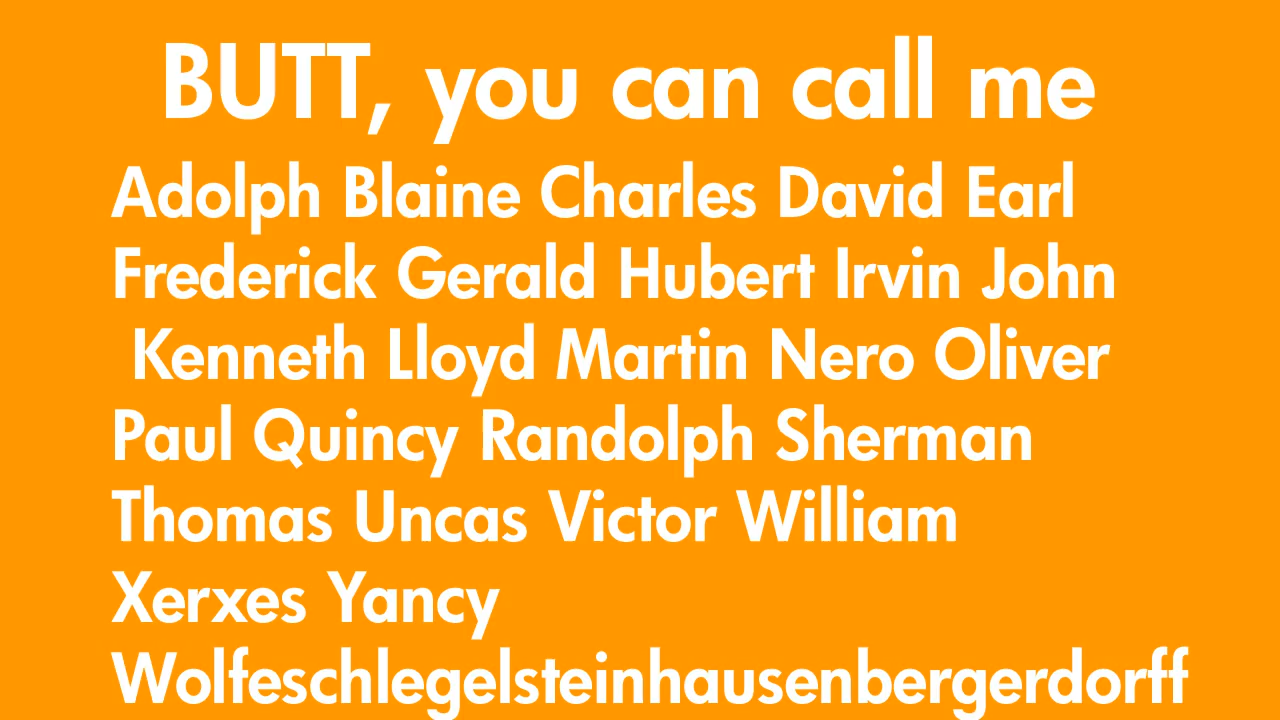 BUTT, you can call me
Adolph Blaine Charles David Earl
Frederick Gerald Hubert Irvin John
Kenneth Lloyd Martin Nero Oliver
Paul Quincy Randolph Sherman
Thomas Uncas Victor William
Xerxes Yancy
Wolfeschlegelsteinhausenbergerdorff